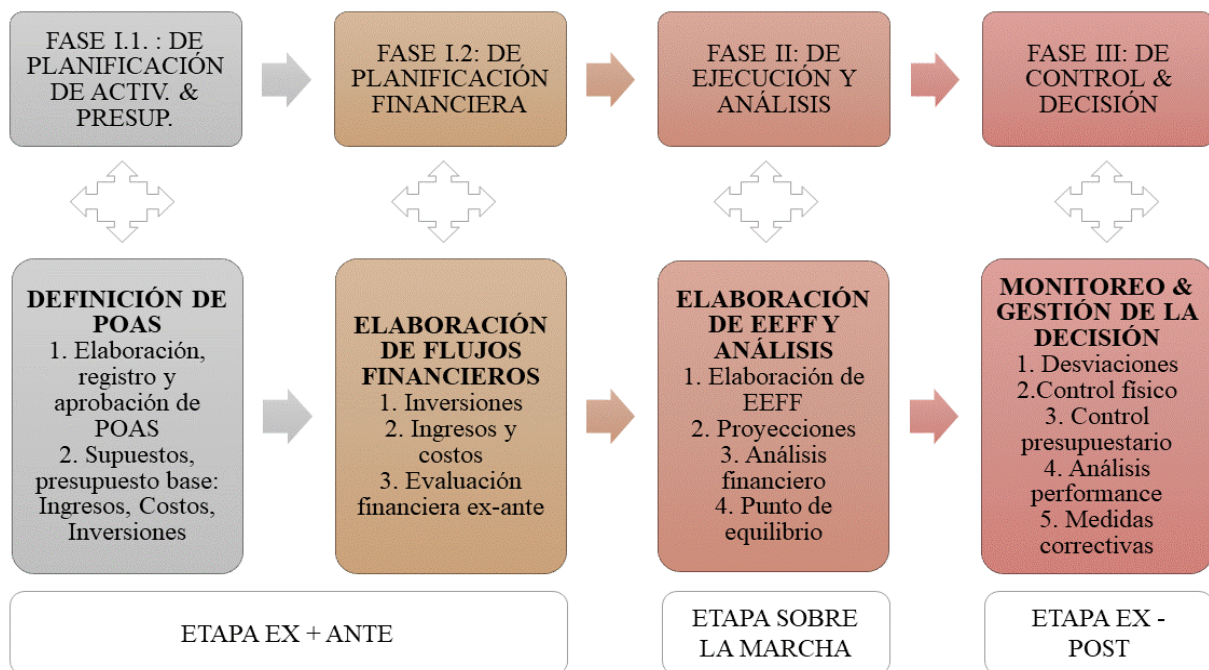 FASE I.1. : DE
PLANIFICACIÓN
DE ACTIV. &
PRESUP.
FASE I.2: DE
PLANIFICACIÓN
FINANCIERA
FASE II: DE
EJECUCIÓN Y
ANÁLISIS
FASE III: DE
CONTROL &
DECISIÓN
DEFINICIÓN DE
POAS
1. Elaboración,
registro y
aprobación de
POAS
2. Supuestos,
presupuesto base:
Ingresos, Costos,
Inversiones
ELABORACIÓN
DE FLUJOS
FINANCIEROS
1. Inversiones
2. Ingresos y
costos
3. Evaluación
financiera ex-ante
ELABORACIÓN
DE EEFF Y
ANÁLISIS
1. Elaboración de
EEFF
2. Proyecciones
3. Análisis
financiero
4. Punto de
equilibrio
MONITOREO &
GESTIÓN DE LA
DECISIÓN
1. Desviaciones
2.Control físico
3. Control
presupuestario
4. Análisis
performance
5. Medidas
correctivas
ETAPA EX + ANTE
ETAPA SOBRE
LA MARCHA
ETAPA EX -
POST